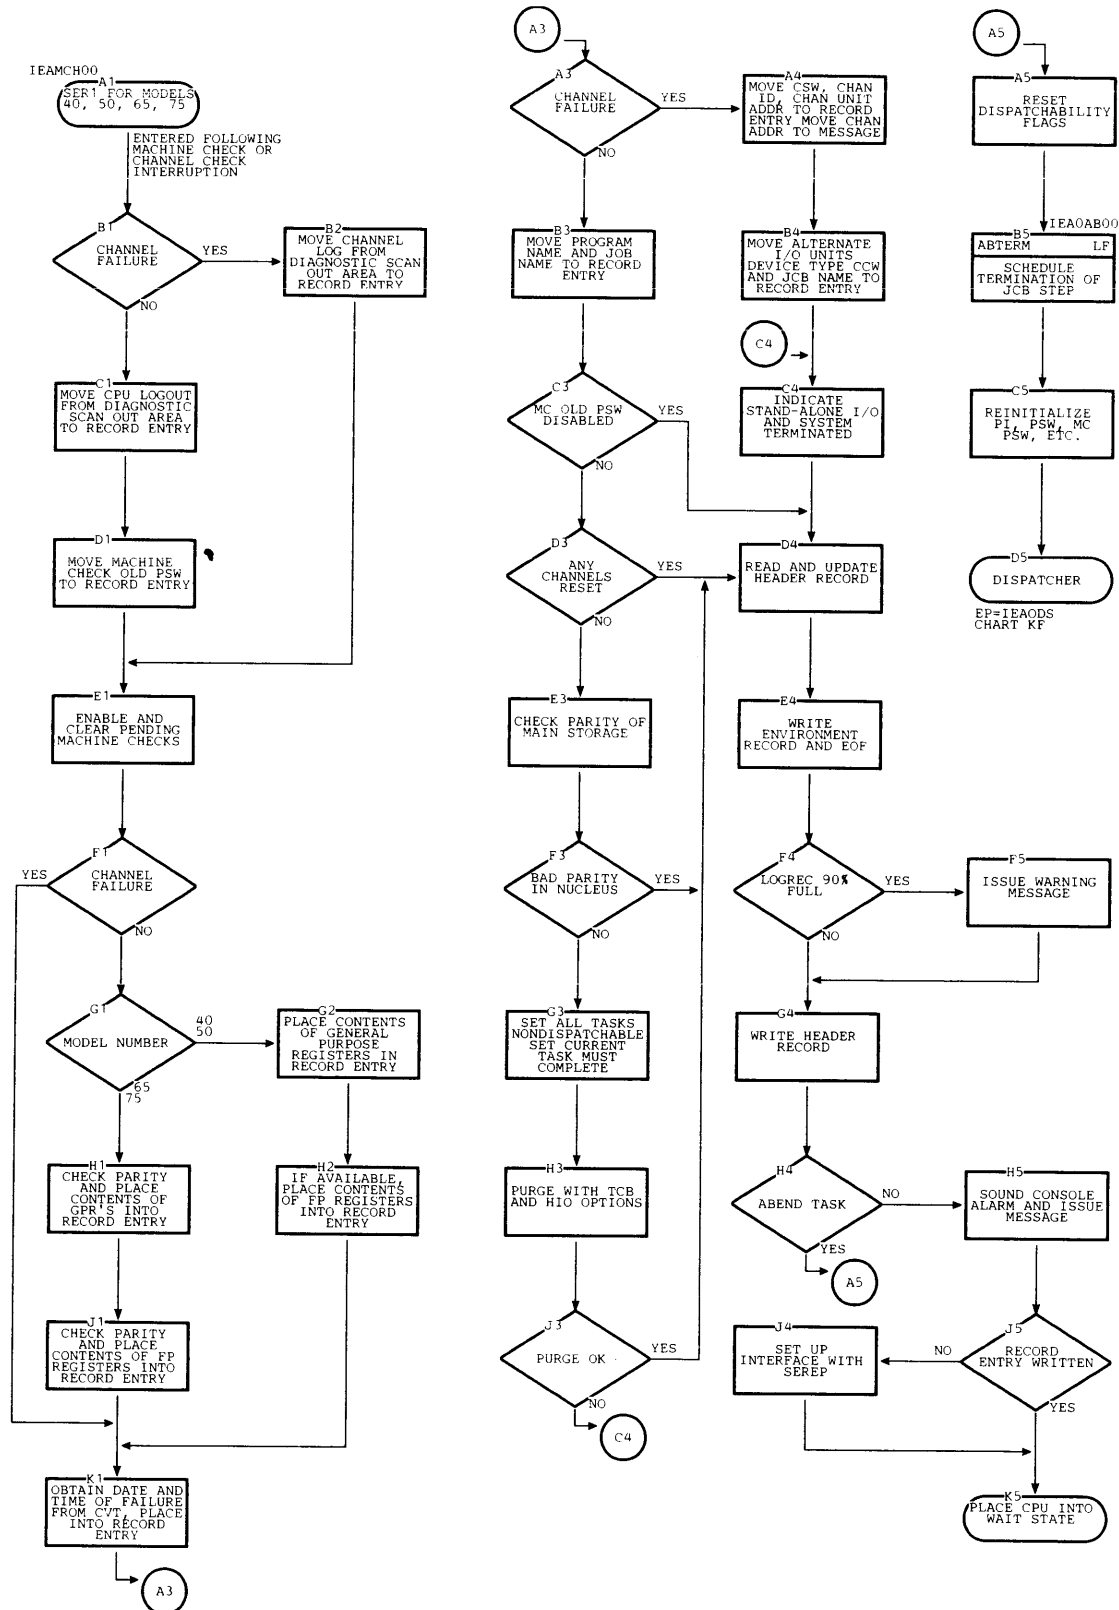 IEAMCH00
A1
SER1 FOR MODELS
40, 50, 65, 75
ENTERED FOLLOWING
MACHINE CHECK OR
CHANNEL CHECK
INTERRUPTION
B1
CHANNEL
FAILURE
YES
NO
B2
MOVE CHANNEL
LOG FROM
DIAGNOSTIC SCAN
OUT AREA TO
RECORD ENTRY
C1
MOVE CPU LOGOUT
FROM DIAGNOSTIC
SCAN OUT AREA
TO RECORD ENTRY
D1
MOVE MACHINE
CHECK OLD PSW
TO RECORD ENTRY
E1
ENABLE AND
CLEAR PENDING
MACHINE CHECKS
F1
CHANNEL
FAILURE
YES
NO
G1
MODEL NUMBER
40
50
65
75
G2
PLACE CONTENTS
OF GENERAL
PURPOSE
REGISTERS IN
RECORD ENTRY
H1
CHECK PARITY
AND PLACE
CONTENTS OF
GPR'S INTO
RECORD ENTRY
H2
IF AVAILABLE,
PLACE CONTENTS
OF FP REGISTERS
INTO RECORD
ENTRY
J1
CHECK PARITY
AND PLACE
CONTENTS OF FP
REGISTERS INTO
RECORD ENTRY
K1
OBTAIN DATE AND
TIME OF FAILURE
FROM CVT, PLACE
INTO RECORD
ENTRY
A3
A3
A3
CHANNEL
FAILURE
YES
NO
B3
MOVE PROGRAM
NAME AND JOB
NAME TO RECORD
ENTRY
C3
MC OLD PSW
DISABLED
YES
NO
D3
ANY
CHANNELS
RESET
YES
NO
E3
CHECK PARITY OF
MAIN STORAGE
F3
BAD PARITY
IN NUCLEUS
YES
NO
G3
SET ALL TASKS
NONDISPATCHABLE
SET CURRENT
TASK MUST
COMPLETE
H3
PURGE WITH TCB
AND HIO OPTIONS
J3
PURGE OK
YES
NO
C4
A4
MOVE CSW, CHAN
ID, CHAN UNIT
ADDR TO RECORD
ENTRY MOVE CHAN
ADDR TO MESSAGE
B4
MOVE ALTERNATE
I/O UNITS
DEVICE TYPE CCW
AND JCB NAME TO
RECORD ENTRY
C4
C4
INDICATE
STAND-ALONE I/O
AND SYSTEM
TERMINATED
D4
READ AND UPDATE
HEADER RECORD
E4
WRITE
ENVIRONMENT
RECORD AND EOF
F4
LOGREC 90%
FULL
YES
NO
F5
ISSUE WARNING
MESSAGE
G4
WRITE HEADER
RECORD
H4
ABEND TASK
NO
YES
A5
H5
SOUND CONSOLE
ALARM AND ISSUE
MESSAGE
J4
SET UP
INTERFACE WITH
SEREP
J5
RECORD
ENTRY WRITTEN
NO
YES
K5
PLACE CPU INTO
WAIT STATE
A5
A5
RESET
DISPATCHABILITY
FLAGS
IEA0AB00
B5
ABTERM LF
SCHEDULE
TERMINATION OF
JCB STEP
C5
REINITIALIZE
PI, PSW, MC
PSW, ETC.
D5
DISPATCHER
EP=IEAODS
CHART KF